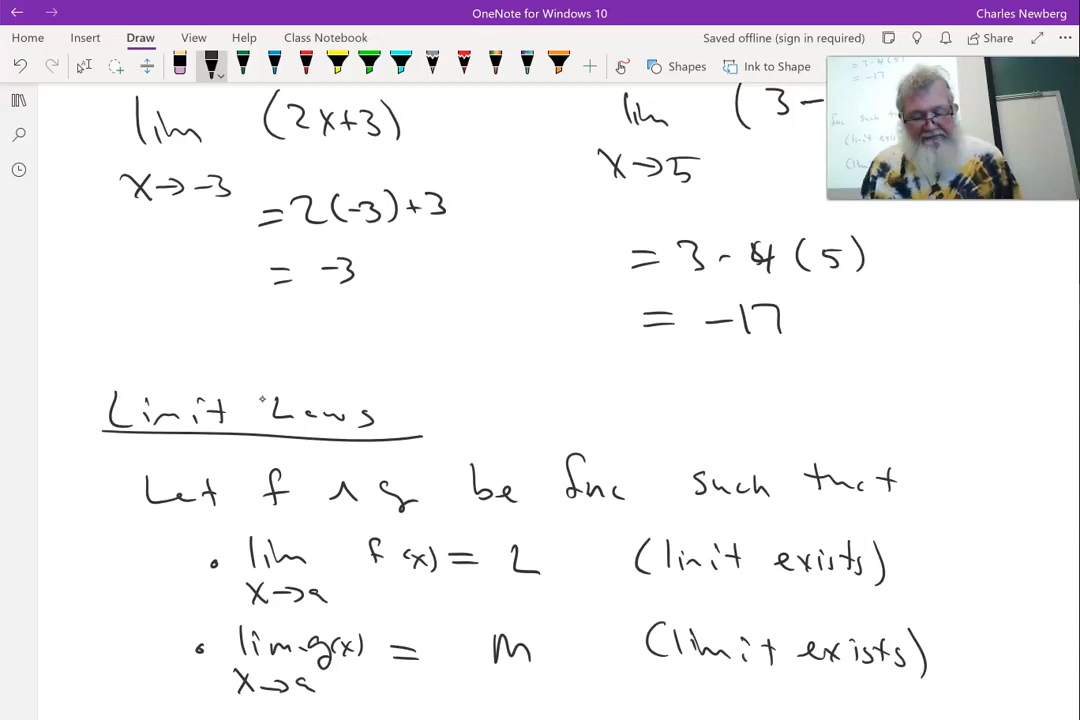 OneNote for Windows 10
Charles Newberg
Home Insert Draw View Help Class Notebook
Saved offline (sign in required) Share
Shapes Ink to Shape
lim (2x+3)
x→-3
=2(-3)+3
= -3
lim (3-
x→5
= 3-4(5)
= -17
Limit Laws
Let f ∧ g be fnc such that
• lim f(x) = L (limit exists)
x→a
• lim g(x) = M (limit exists)
x→a